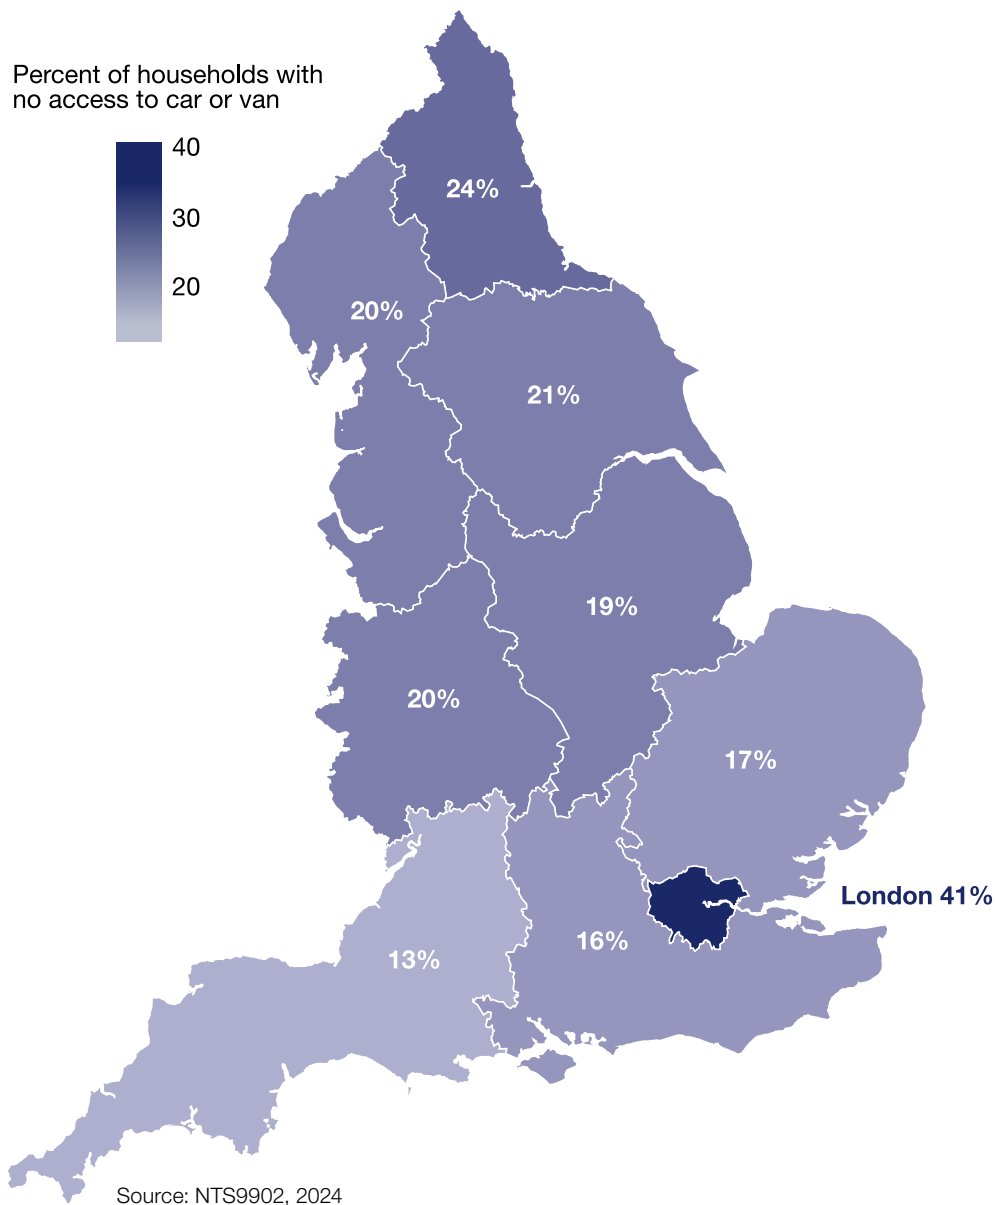 Percent of households with
no access to car or van
40
30
20
24%
20%
21%
19%
20%
17%
London 41%
16%
13%
Source: NTS9902, 2024